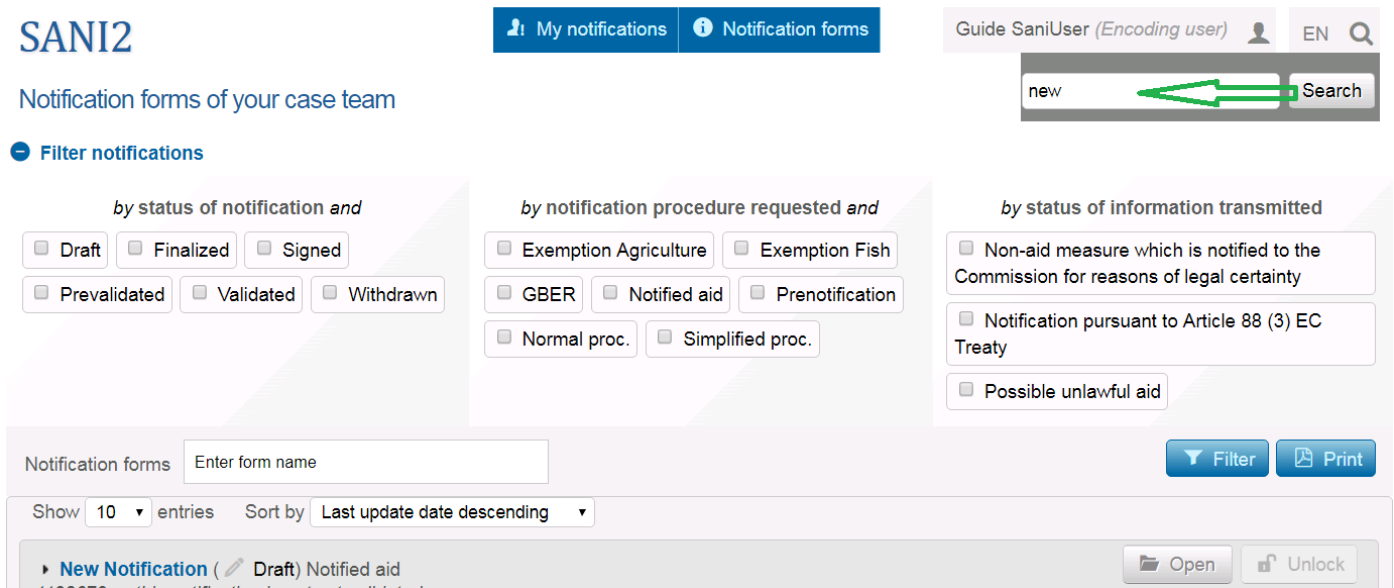 SANI2
My notifications
Notification forms
Guide SaniUser (Encoding user)
EN
new
Search
Notification forms of your case team
Filter notifications
by status of notification and
Draft
Finalized
Signed
Prevalidated
Validated
Withdrawn
by notification procedure requested and
Exemption Agriculture
Exemption Fish
GBER
Notified aid
Prenotification
Normal proc.
Simplified proc.
by status of information transmitted
Non-aid measure which is notified to the
Commission for reasons of legal certainty
Notification pursuant to Article 88 (3) EC
Treaty
Possible unlawful aid
Notification forms
Enter form name
Filter
Print
Show 10 entries
Sort by Last update date descending
New Notification ( Draft) Notified aid
Open
Unlock